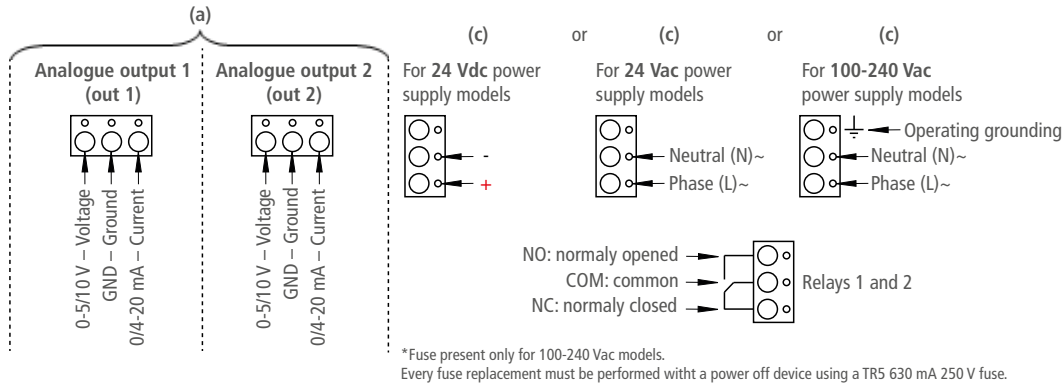 (a)
Analogue output 1
(out 1)
0-5/10 V – Voltage
GND – Ground
0/4-20 mA – Current
Analogue output 2
(out 2)
0-5/10 V – Voltage
GND – Ground
0/4-20 mA – Current
(c)
For 24 Vdc power
supply models
-
+
or
(c)
For 24 Vac power
supply models
Neutral (N)~
Phase (L)~
or
(c)
For 100-240 Vac
power supply models
Operating grounding
Neutral (N)~
Phase (L)~
NO: normaly opened
COM: common
NC: normaly closed
Relays 1 and 2
*Fuse present only for 100-240 Vac models.
Every fuse replacement must be performed witht a power off device using a TR5 630 mA 250 V fuse.